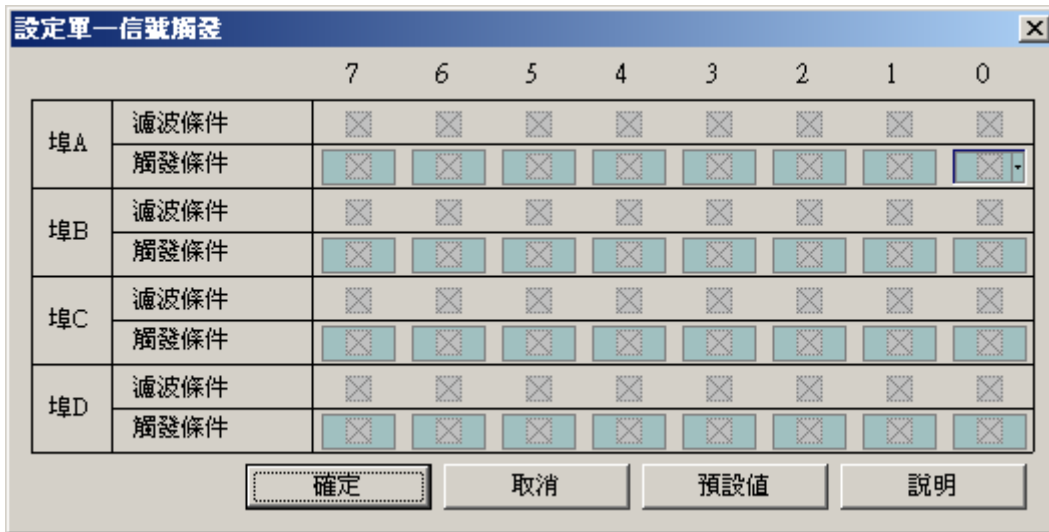 設定單一信號觸發
7 6 5 4 3 2 1 0
埠A
濾波條件
觸發條件
埠B
濾波條件
觸發條件
埠C
濾波條件
觸發條件
埠D
濾波條件
觸發條件
確定 取消 預設值 説明